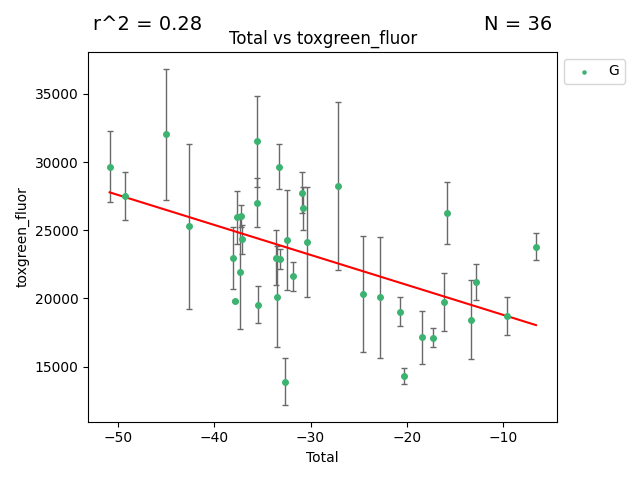 r^2 = 0.28
N = 36
Total vs toxgreen_fluor
G
35000
30000
25000
20000
15000
toxgreen_fluor
−50
−40
−30
−20
−10
Total